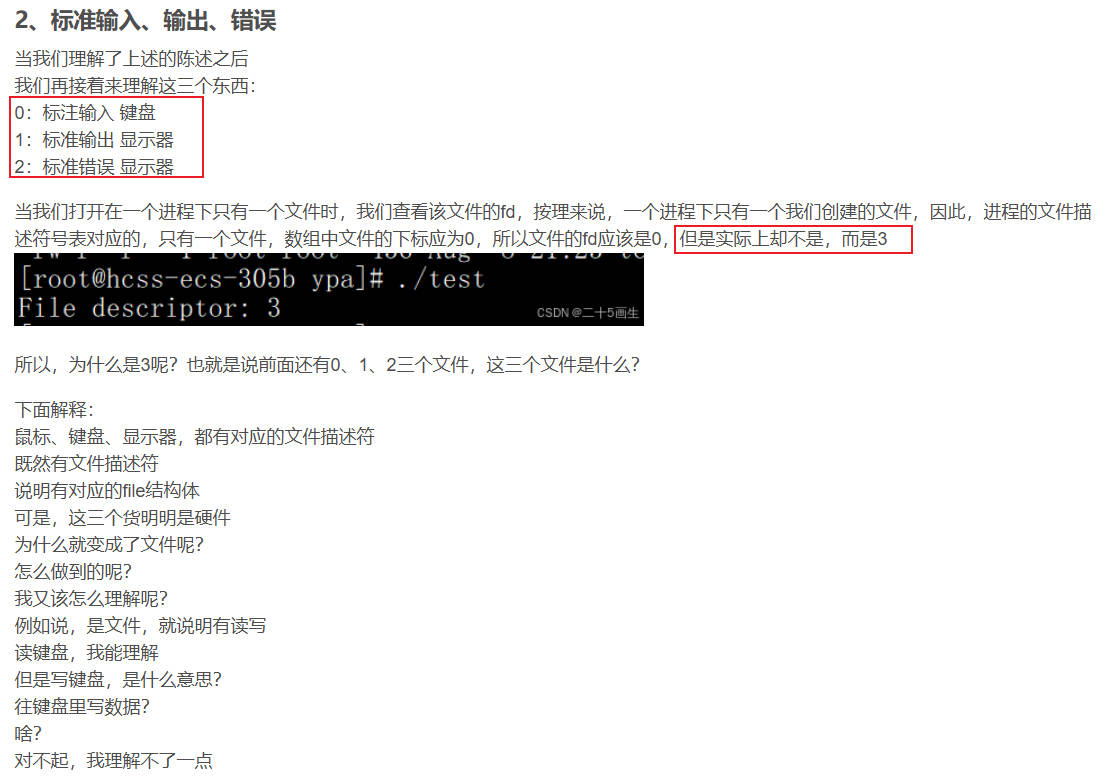 2、标准输入、输出、错误
当我们理解了上述的陈述之后
我们再接着来理解这三个东西：
0：标注输入 键盘
1：标准输出 显示器
2：标准错误 显示器
当我们打开在一个进程下只有一个文件时，我们查看该文件的fd，按理来说，一个进程下只有一个我们创建的文件，因此，进程的文件描
述符号表对应的，只有一个文件，数组中文件的下标应为0，所以文件的fd应该是0，但是实际上却不是，而是3
[root@hcss-ecs-305b ypa]# ./test
File descriptor: 3
CSDN @二十5画生
所以，为什么是3呢？也就是说前面还有0、1、2三个文件，这三个文件是什么？
下面解释：
鼠标、键盘、显示器，都有对应的文件描述符
既然有文件描述符
说明有对应的file结构体
可是，这三个货明明是硬件
为什么就变成了文件呢？
怎么做到的呢？
我又该怎么理解呢？
例如说，是文件，就说明有读写
读键盘，我能理解
但是写键盘，是什么意思？
往键盘里写数据？
啥？
对不起，我理解不了一点